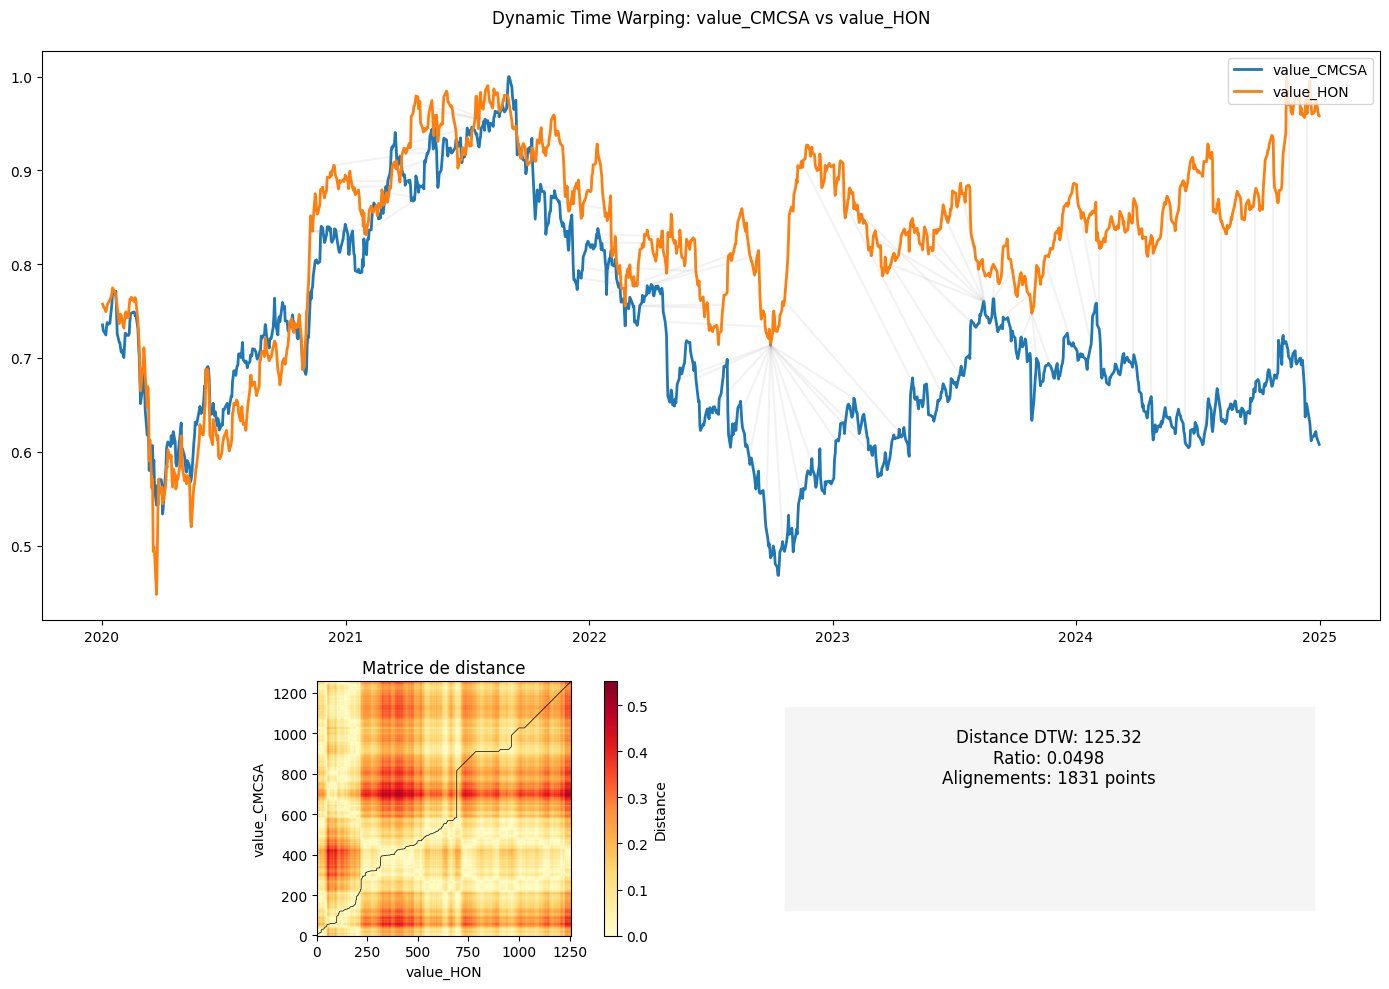 Dynamic Time Warping: value_CMCSA vs value_HON
1.0
0.9
0.8
0.7
0.6
0.5
value_CMCSA
value_HON
2020 2021 2022 2023 2024 2025
Matrice de distance
value_CMCSA
1200
1000
800
600
400
200
0
0 250 500 750 1000 1250
value_HON
0.5
0.4
0.3
0.2
0.1
0.0
Distance
Distance DTW: 125.32
Ratio: 0.0498
Alignements: 1831 points